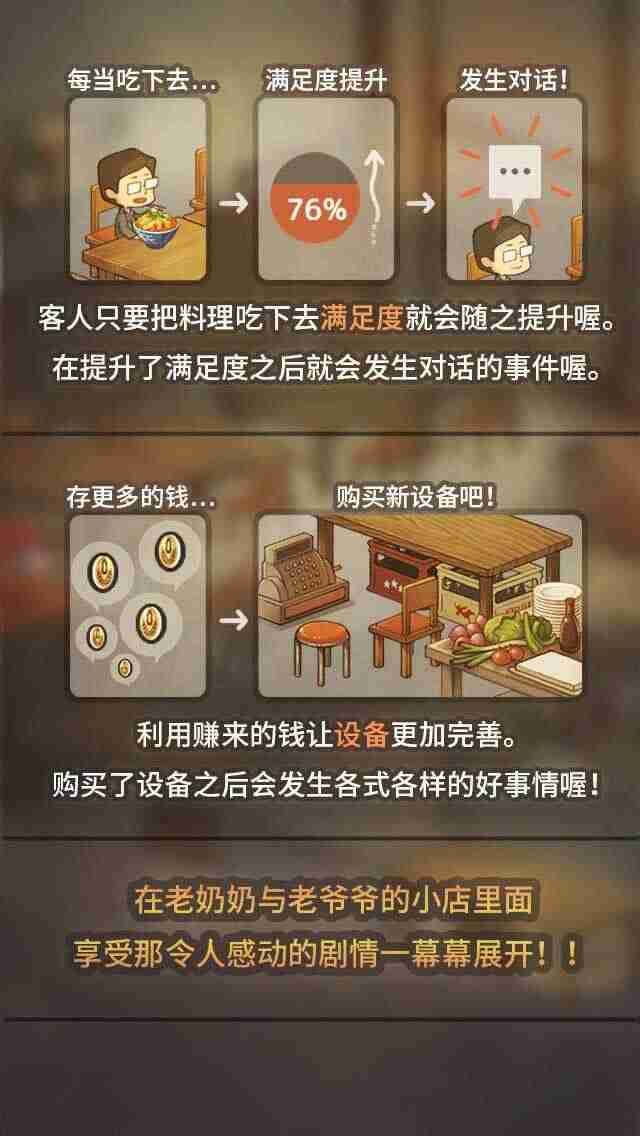 每当吃下去...
满足度提升
发生对话！
76%
客人只要把料理吃下去满足度就会随之提升喔。
在提升了满足度之后就会发生对话的事件喔。
存更多的钱...
购买新设备吧！
利用赚来的钱让设备更加完善。
购买了设备之后会发生各式各样的好事情喔！
在老奶奶与老爷爷的小店里面
享受那令人感动的剧情一幕幕展开！！